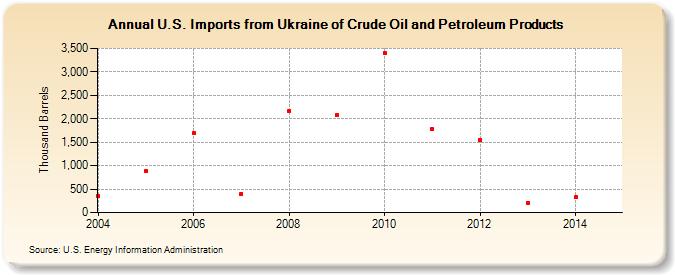 Annual U.S. Imports from Ukraine of Crude Oil and Petroleum Products
Thousand Barrels
3,500
3,000
2,500
2,000
1,500
1,000
500
0
2004 2006 2008 2010 2012 2014
Source: U.S. Energy Information Administration